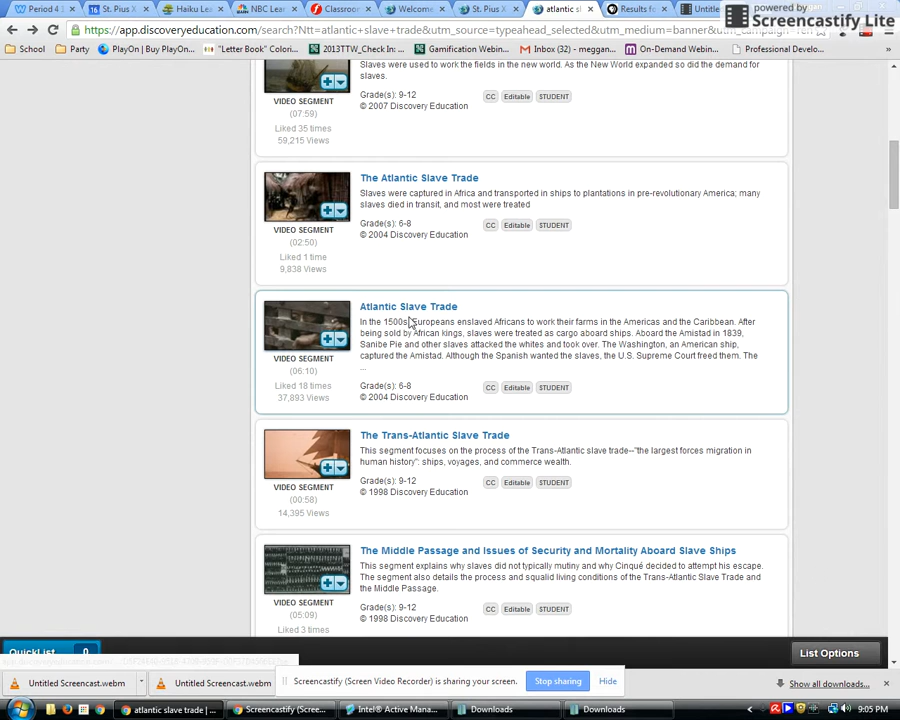 Period 4 1
St. Pius X
Haiku Lea
NBC Lear
Classroom
Welcome
St. Pius X
atlantic sl
Results fo
Untitle
powered by
Screencastify Lite
https://app.discoveryeducation.com/search?Ntt=atlantic+slave+trade&utm_source=typeahead_selected&utm_medium=banner&
School
Party
PlayOn | Buy PlayOn...
"Letter Book" Colori...
2013TTW_Check In: ...
Gamification Webin...
Inbox (32) - meggan....
On-Demand Webin...
Professional Develo...
»
Slaves were used to work the fields in the new world. As the New World expanded so did the demand for
slaves.
Grade(s): 9-12
© 2007 Discovery Education
CC Editable STUDENT
VIDEO SEGMENT
(07:59)
Liked 35 times
59,215 Views
The Atlantic Slave Trade
Slaves were captured in Africa and transported in ships to plantations in pre-revolutionary America; many
slaves died in transit, and most were treated
Grade(s): 6-8
© 2004 Discovery Education
CC Editable STUDENT
VIDEO SEGMENT
(02:50)
Liked 1 time
9,838 Views
Atlantic Slave Trade
In the 1500s, Europeans enslaved Africans to work their farms in the Americas and the Caribbean. After
being sold by African kings, slaves were treated as cargo aboard ships. Aboard the Amistad in 1839,
Sanibe Pie and other slaves attacked the whites and took over. The Washington, an American ship,
captured the Amistad. Although the Spanish wanted the slaves, the U.S. Supreme Court freed them. The
...
Grade(s): 6-8
© 2004 Discovery Education
CC Editable STUDENT
VIDEO SEGMENT
(06:10)
Liked 18 times
37,893 Views
The Trans-Atlantic Slave Trade
This segment focuses on the process of the Trans-Atlantic slave trade--"the largest forces migration in
human history": ships, voyages, and commerce wealth.
Grade(s): 9-12
© 1998 Discovery Education
CC Editable STUDENT
VIDEO SEGMENT
(00:58)
14,395 Views
The Middle Passage and Issues of Security and Mortality Aboard Slave Ships
This segment explains why slaves did not typically mutiny and why Cinqué decided to attempt his escape.
The segment also details the process and squalid living conditions of the Trans-Atlantic Slave Trade and
the Middle Passage.
Grade(s): 9-12
© 1998 Discovery Education
CC Editable STUDENT
VIDEO SEGMENT
(05:09)
Liked 3 times
QuickList 0
List Options
Untitled Screencast.webm
Untitled Screencast.webm
Screencastify (Screen Video Recorder) is sharing your screen.
Stop sharing
Hide
Show all downloads...
atlantic slave trade | ...
Screencastify (Scree...
Intel® Active Mana...
Downloads
Downloads
9:05 PM